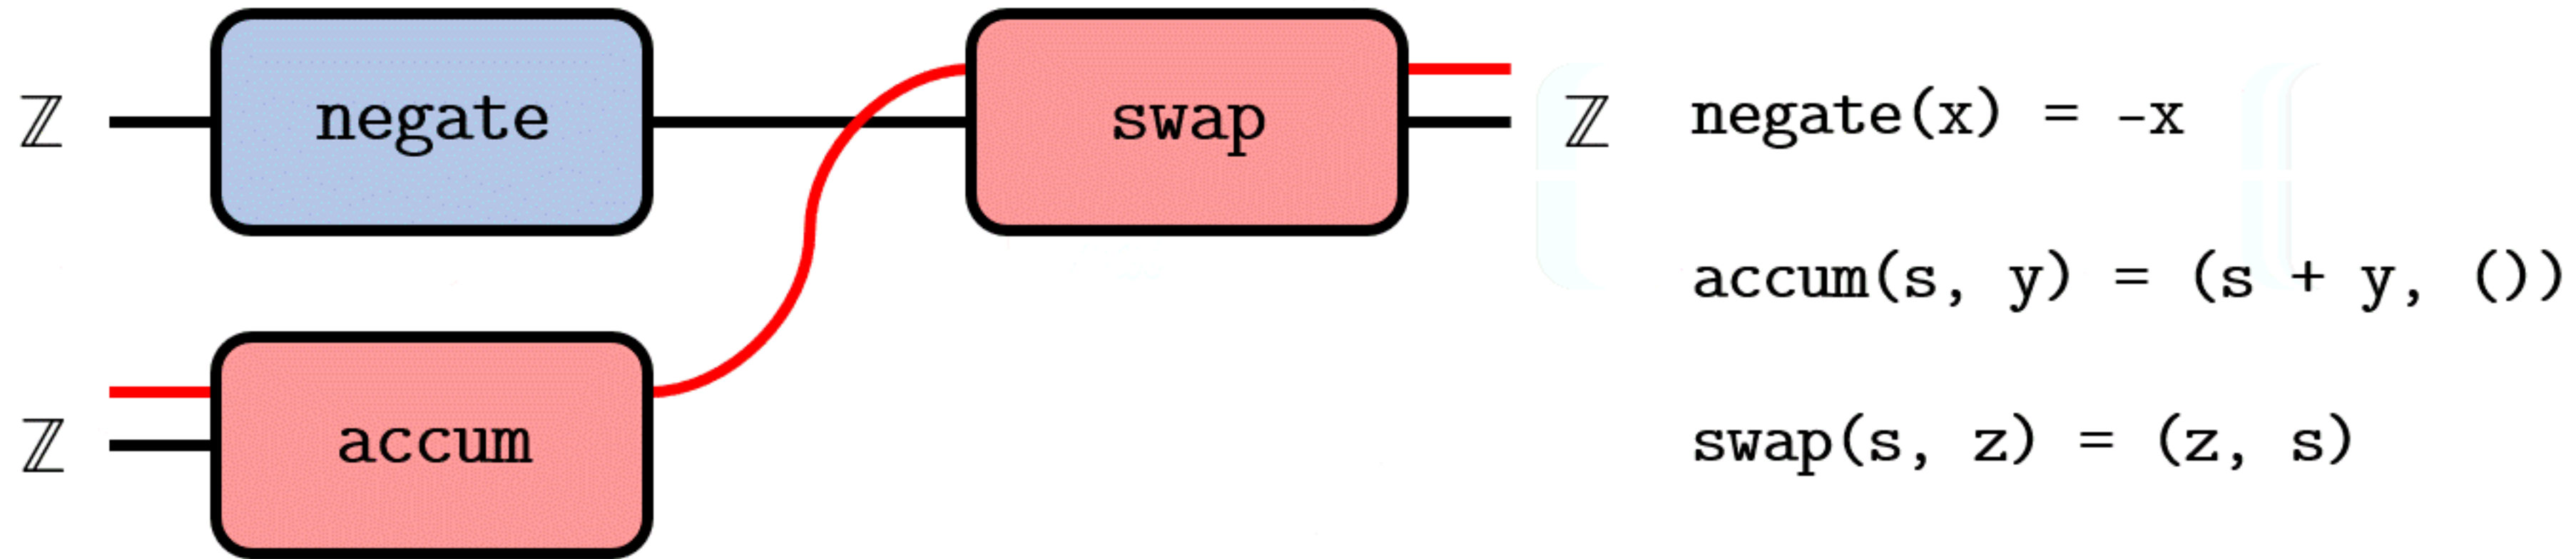 ℤ negate swap ℤ negate(x) = -x
accum(s, y) = (s + y, ())
ℤ accum swap(s, z) = (z, s)